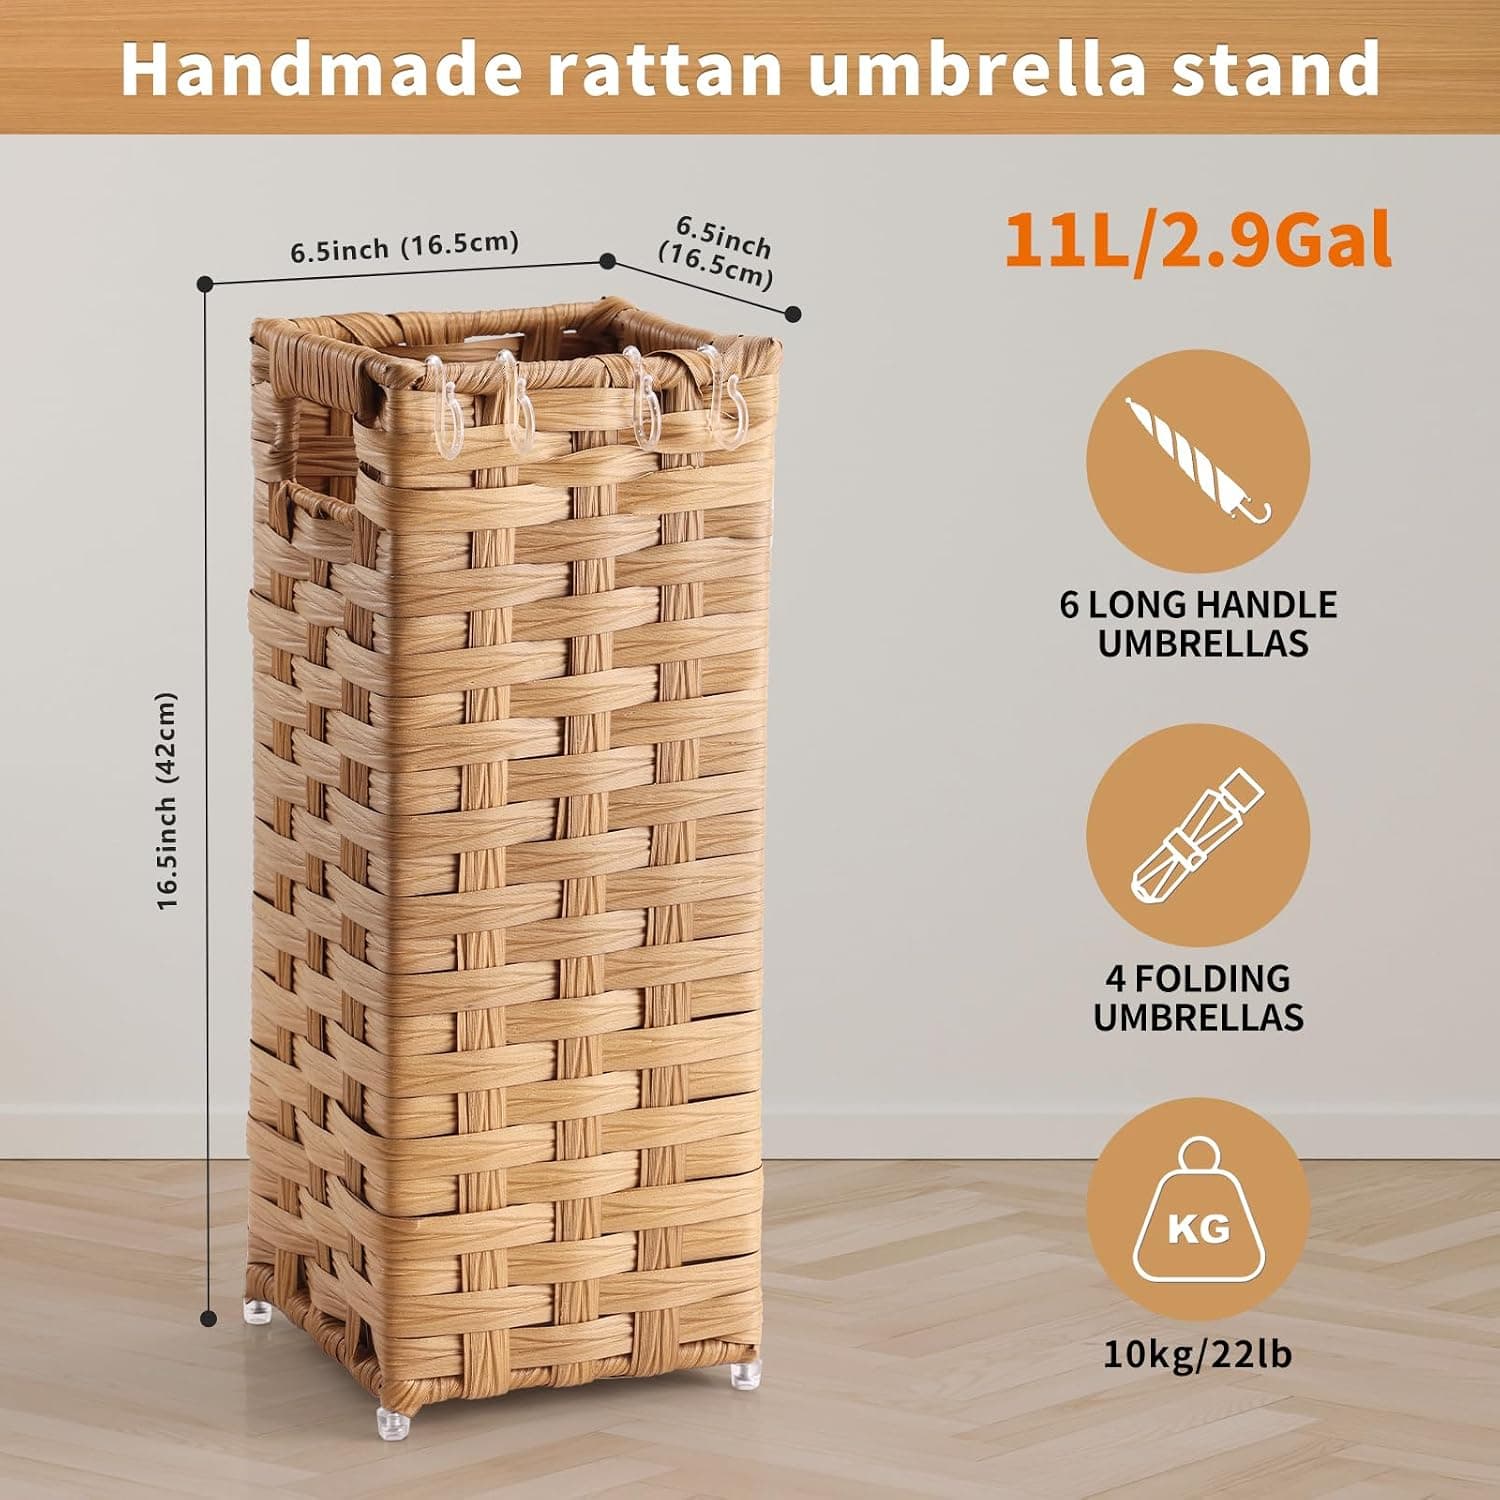 Handmade rattan umbrella stand
6.5inch (16.5cm)
6.5inch
(16.5cm)
16.5inch (42cm)
11L/2.9Gal
6 LONG HANDLE
UMBRELLAS
4 FOLDING
UMBRELLAS
KG
10kg/22lb